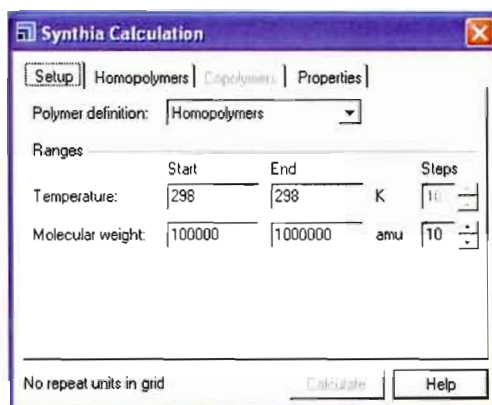 Synthia Calculation
Setup Homopolymers Copolymers Properties
Polymer definition: Homopolymers
Ranges
Start End Steps
Temperature: 298 298 K 10
Molecular weight: 100000 1000000 amu 10
No repeat units in grid Calculate Help